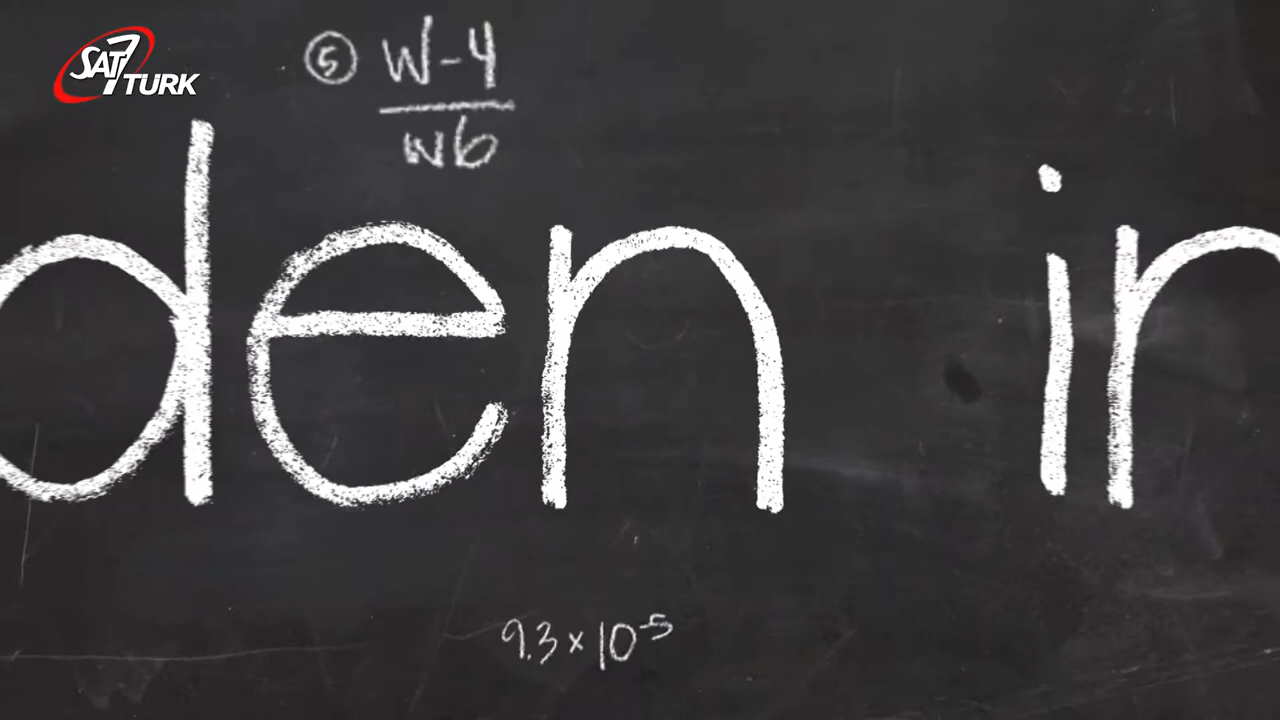 SAT7 TURK
⑤ W-4
w6
den in
9.3 x 10-5